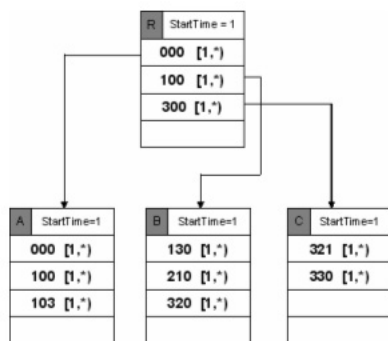 R StartTime = 1
000 [1,*)
100 [1,*)
300 [1,*)
A StartTime=1
000 [1,*)
100 [1,*)
103 [1,*)
B StartTime=1
130 [1,*)
210 [1,*)
320 [1,*)
C StartTime=1
321 [1,*)
330 [1,*)